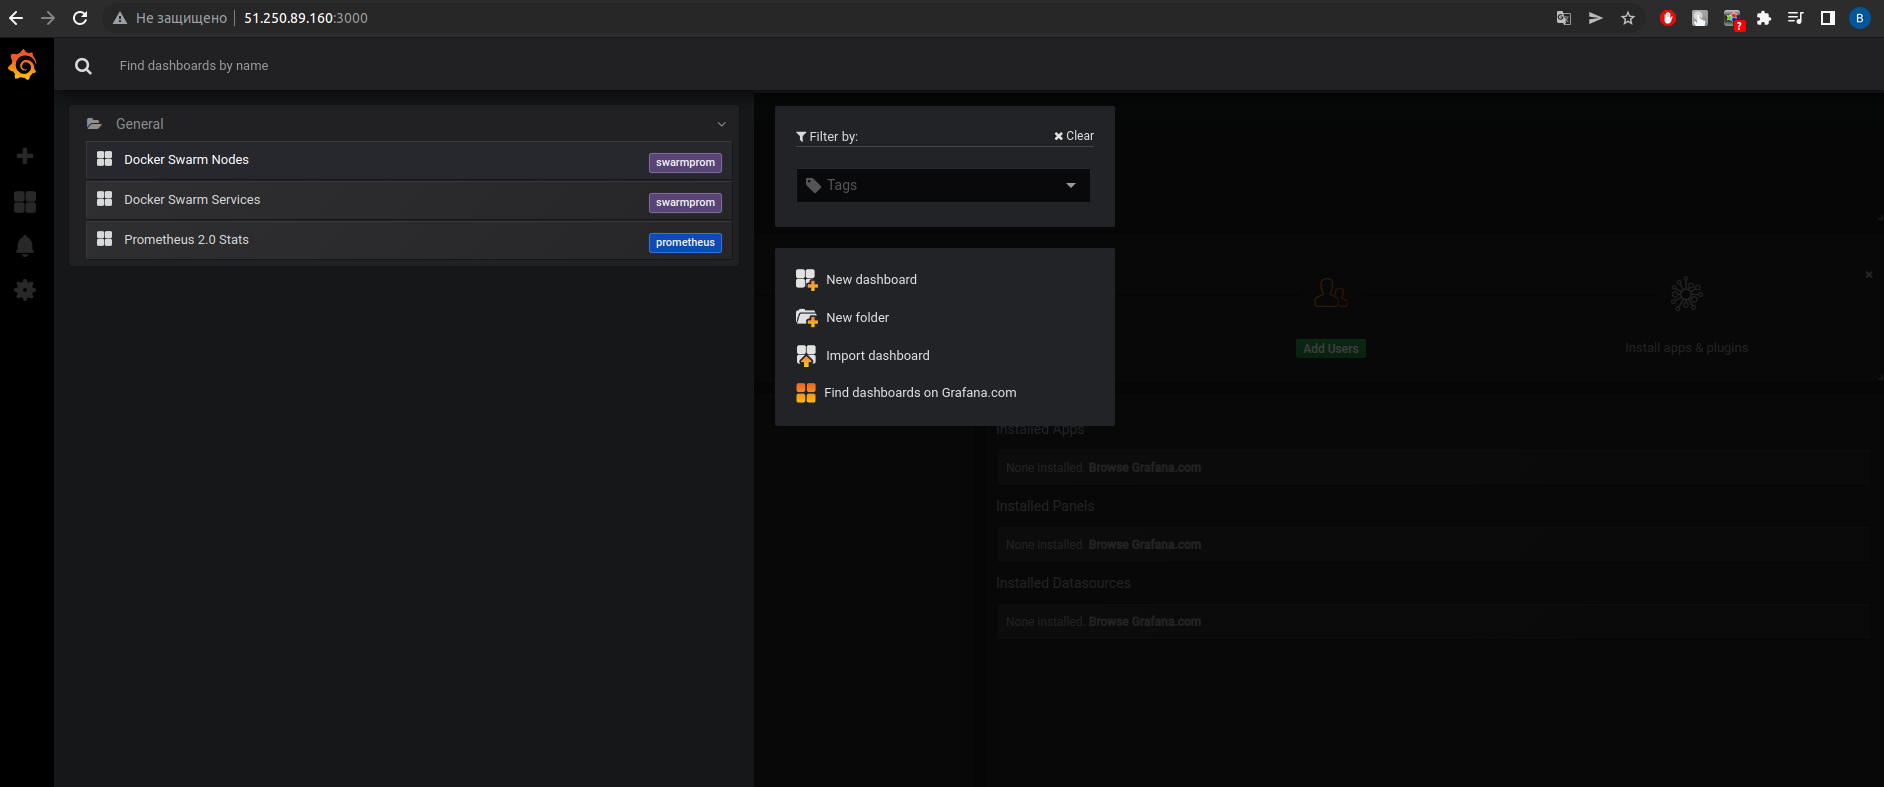 Не защищено 51.250.89.160:3000
B
?
Find dashboards by name
General
Docker Swarm Nodes swarmprom
Docker Swarm Services swarmprom
Prometheus 2.0 Stats prometheus
Filter by: Clear
Tags
New dashboard
New folder
Import dashboard
Find dashboards on Grafana.com
Add Users
Install apps & plugins
Installed Apps
None installed. Browse Grafana.com
Installed Panels
None installed. Browse Grafana.com
Installed Datasources
None installed. Browse Grafana.com